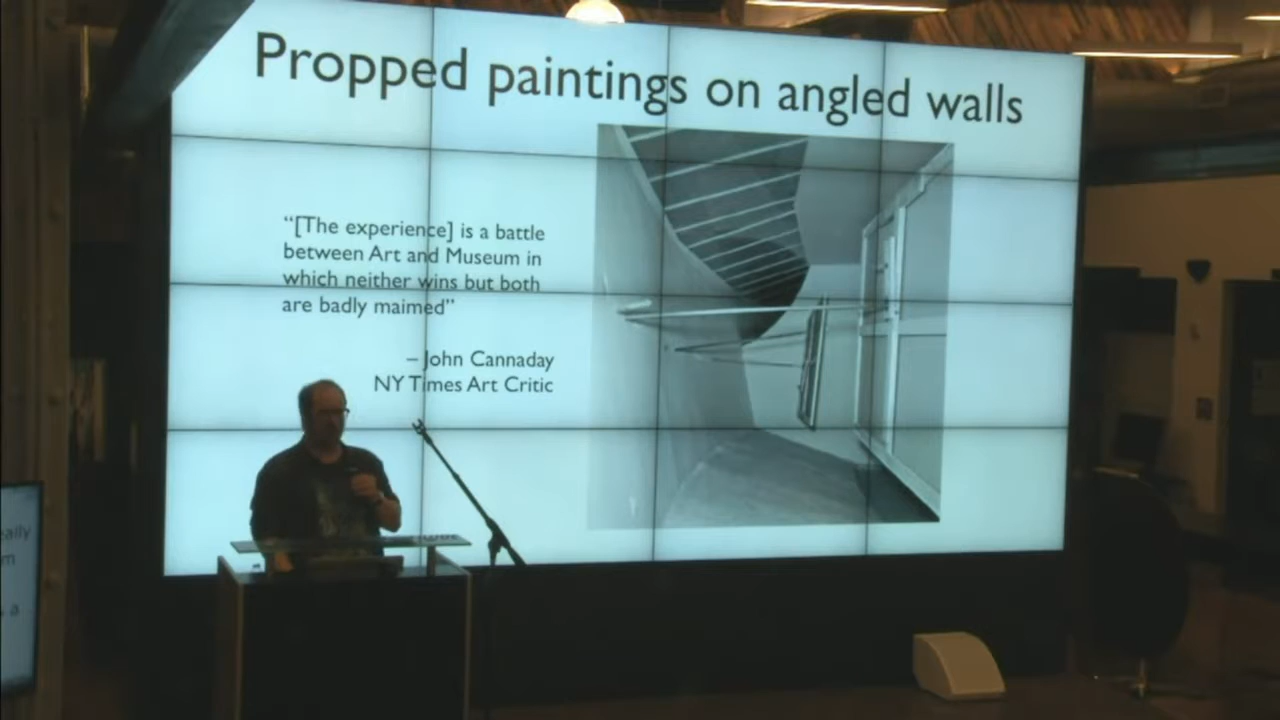 Propped paintings on angled walls
“[The experience] is a battle
between Art and Museum in
which neither wins but both
are badly maimed”
– John Cannaday
NY Times Art Critic
eally
m
s a